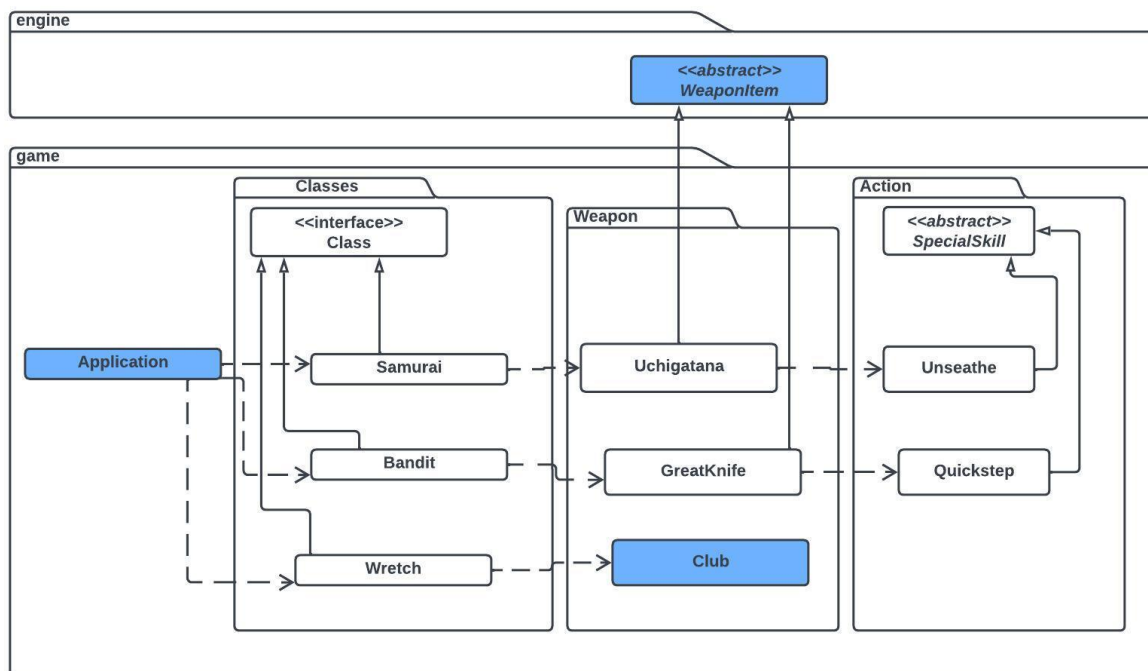 engine
<<abstract>>
WeaponItem
game
Classes
Action
<<interface>>
Class
Weapon
<<abstract>>
SpecialSkill
Application
Samurai
Uchigatana
Unseathe
Bandit
GreatKnife
Quickstep
Wretch
Club